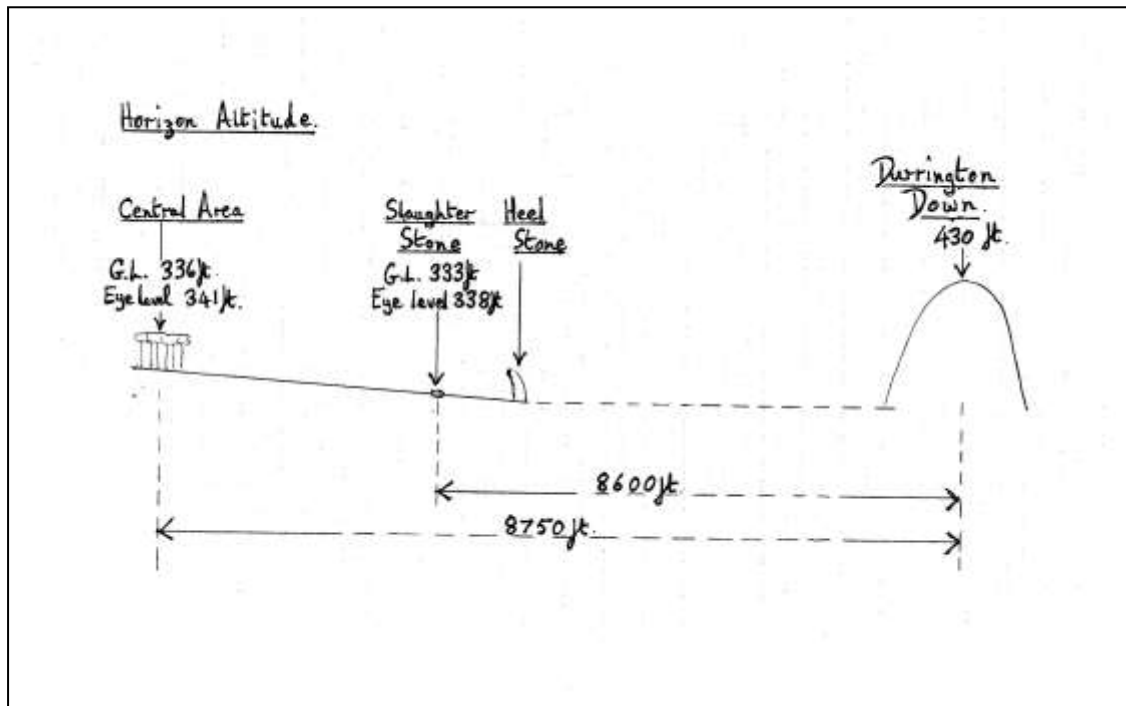 Horizon Altitude.
Central Area
G.L. 336ft.
Eye level 341ft.
Slaughter
Stone
G.L. 333ft
Eye level 338ft
Heel
Stone
Durrington
Down.
430 ft.
8600ft.
8750ft.